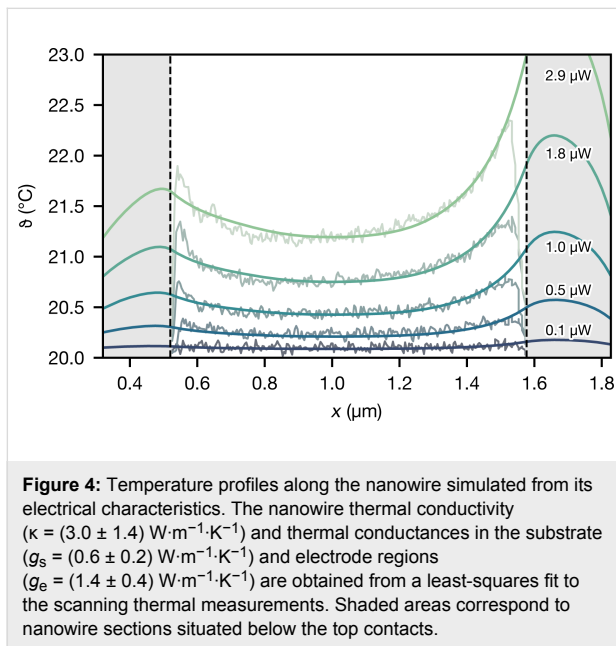 23.0
22.5
22.0
21.5
21.0
20.5
20.0
ϑ (°C)
2.9 µW
1.8 µW
1.0 µW
0.5 µW
0.1 µW
0.4 0.6 0.8 1.0 1.2 1.4 1.6 1.8
x (µm)
Figure 4: Temperature profiles along the nanowire simulated from its
electrical characteristics. The nanowire thermal conductivity
(κ = (3.0 ± 1.4) W·m⁻¹·K⁻¹) and thermal conductances in the substrate
(gₛ = (0.6 ± 0.2) W·m⁻¹·K⁻¹) and electrode regions
(gₑ = (1.4 ± 0.4) W·m⁻¹·K⁻¹) are obtained from a least-squares fit to
the scanning thermal measurements. Shaded areas correspond to
nanowire sections situated below the top contacts.